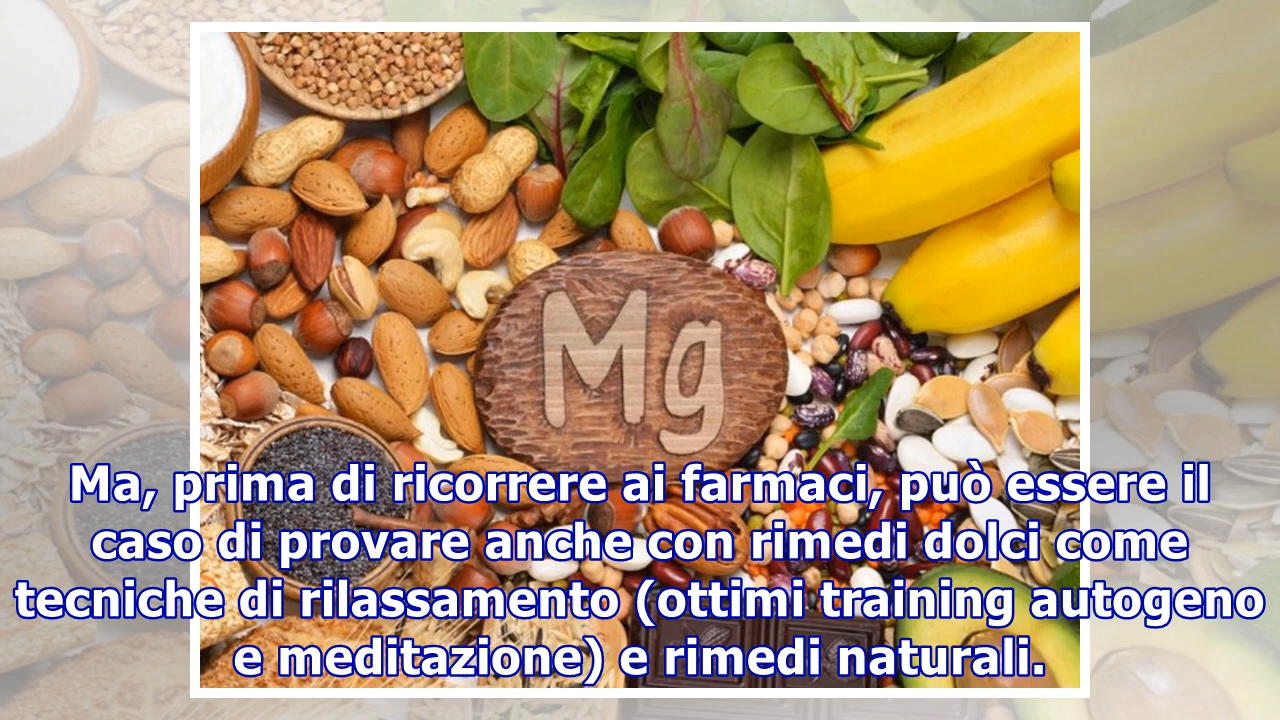 Mg
Ma, prima di ricorrere ai farmaci, può essere il
caso di provare anche con rimedi dolci come
tecniche di rilassamento (ottimi training autogeno
e meditazione) e rimedi naturali.